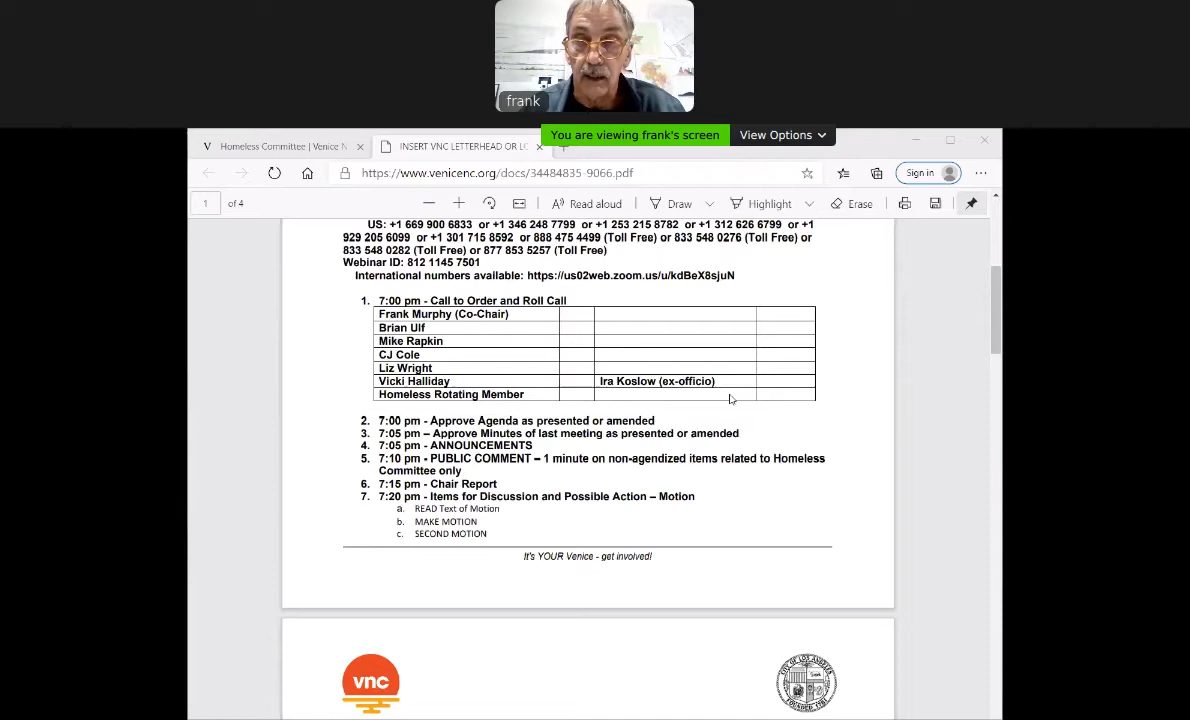 frank
You are viewing frank's screen View Options
V Homeless Committee | Venice N INSERT VNC LETTERHEAD OR LO
https://www.venicenc.org/docs/34484835-9066.pdf Sign in
1 of 4 Read aloud Draw Highlight Erase
US: +1 669 900 6833 or +1 346 248 7799 or +1 253 215 8782 or +1 312 626 6799 or +1
929 205 6099 or +1 301 715 8592 or 888 475 4499 (Toll Free) or 833 548 0276 (Toll Free) or
833 548 0282 (Toll Free) or 877 853 5257 (Toll Free)
Webinar ID: 812 1145 7501
International numbers available: https://us02web.zoom.us/u/kdBeX8sjuN
1. 7:00 pm - Call to Order and Roll Call
Frank Murphy (Co-Chair)
Brian Ulf
Mike Rapkin
CJ Cole
Liz Wright
Vicki Halliday Ira Koslow (ex-officio)
Homeless Rotating Member
2. 7:00 pm - Approve Agenda as presented or amended
3. 7:05 pm – Approve Minutes of last meeting as presented or amended
4. 7:05 pm - ANNOUNCEMENTS
5. 7:10 pm - PUBLIC COMMENT – 1 minute on non-agendized items related to Homeless
Committee only
6. 7:15 pm - Chair Report
7. 7:20 pm - Items for Discussion and Possible Action – Motion
a. READ Text of Motion
b. MAKE MOTION
c. SECOND MOTION
It's YOUR Venice - get involved!
vnc
CITY OF LOS ANGELES
FOUNDED 1781